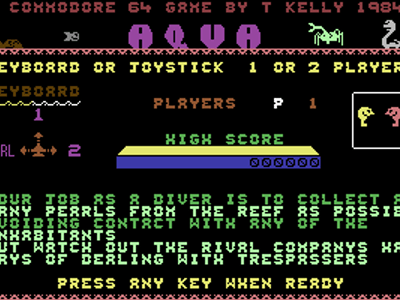 COMMODORE 64 GAME BY T KELLY 1984
AQUA
EYBOARD OR JOYSTICK 1 OR 2 PLAYER
EYBOARD
1
PLAYERS P 1
HIGH SCORE
RL 2
000000
OUR JOB AS A DIVER IS TO COLLECT A
ANY PEARLS FROM THE REEF AS POSSIB
VOIDING CONTACT WITH ANY OF THE
NHABITANTS
UT WATCH OUT THE RIVAL COMPANYS HA
AYS OF DEALING WITH TRESPASSERS
PRESS ANY KEY WHEN READY